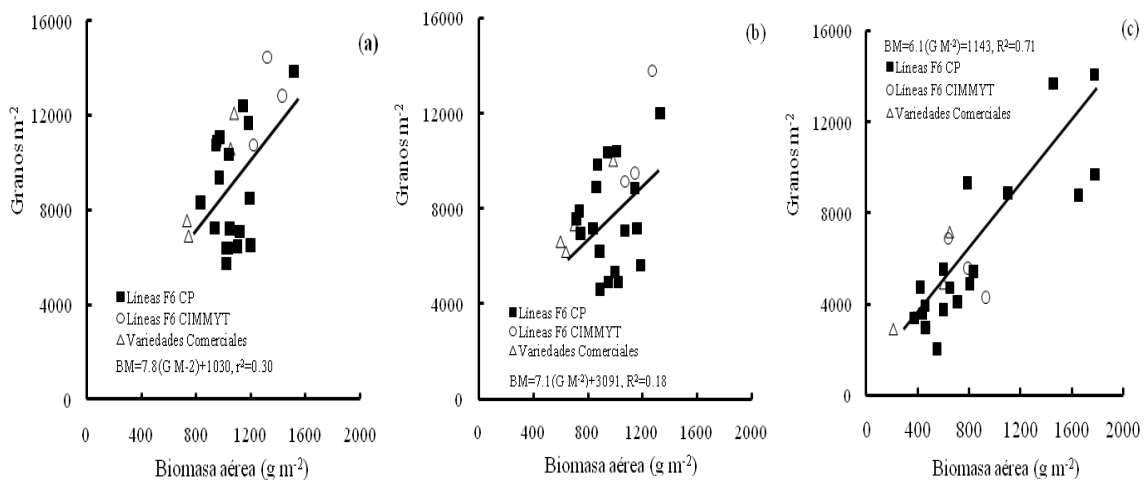 (a)
16000
12000
8000
4000
0
Granos m⁻²
Líneas F6 CP
Líneas F6 CIMMYT
Variedades Comerciales
BM=7.8(G M-2)+1030, r²=0.30
0 400 800 1200 1600 2000
Biomasa aérea (g m⁻²)
(b)
16000
12000
8000
4000
0
Líneas F6 CP
Líneas F6 CIMMYT
Variedades Comerciales
BM=7.1(G M⁻²)+3091, R²=0.18
0 400 800 1200 1600 2000
Biomasa aérea (g m⁻²)
(c)
16000
12000
8000
4000
0
Granos m⁻²
BM=6.1(G M⁻²)=1143, R²=0.71
Líneas F6 CP
Líneas F6 CIMMYT
Variedades Comerciales
0 400 800 1200 1600 2000
Biomasa aérea (g m⁻²)